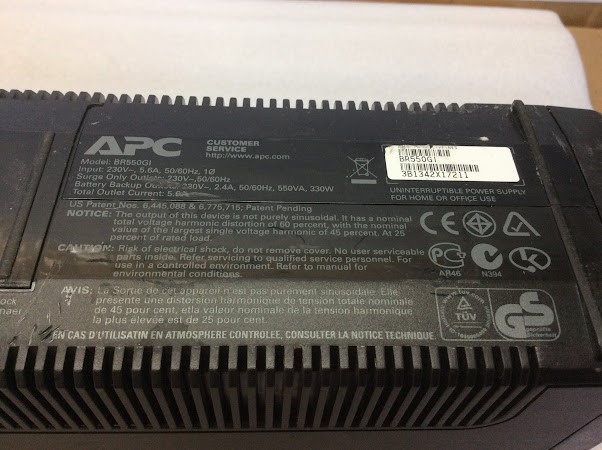 APC
CUSTOMER
SERVICE
http://www.apc.com
Model: BR550GI
Input: 230V~, 5.6A, 50/60Hz, 1Ø
Surge Only Outlets: 230V~, 50/60Hz
Battery Backup 230V~, 2.4A, 50/60Hz, 550VA, 330W
Total Outlet Current:
US Patent Nos. 6,445,088 & 6,775,715; Patent Pending
BR550GI
3B1342X17211
UNINTERRUPTIBLE POWER SUPPLY
FOR HOME OR OFFICE USE
NOTICE: The output of this device is not purely sinusoidal. It has a nominal
total voltage harmonic distortion of 60 percent, with the nominal
value of the largest single voltage harmonic of 45 percent. At 25
percent of rated load.
CAUTION: Risk of electrical shock, do not remove cover. No user serviceable
parts inside. Refer servicing to qualified service personnel. For
use in a controlled environment. Refer to manual for
environmental conditions.
AVIS: La Sortie de cet appareil n'est pas purement sinusoidale. Elle
présente une distorsion harmonique de tension totale nominale
de 45 pour cent, et la valeur nominale de la tension harmonique
la plus élevée est de 25 pour cent.
EN CAS D'UTILISATIN EN ATMOSPHERE CONTROLEE, CONSULTER LA NOTICE TECHNIQUE.
CE
AR46
N394
TÜV
GS
geprüfte
Sicherheit